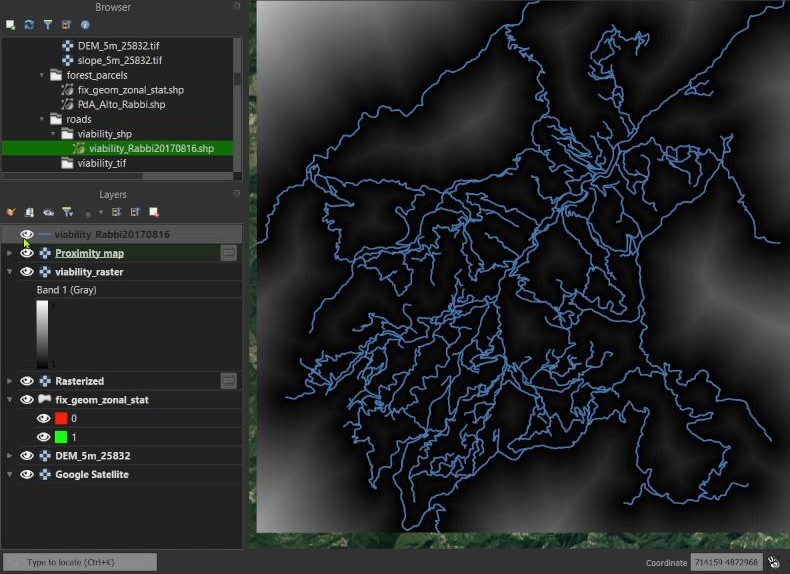 Browser
DEM_5m_25832.tif
slope_5m_25832.tif
forest_parcels
fix_geom_zonal_stat.shp
PdA_Alto_Rabbi.shp
roads
viability_shp
viability_Rabbi20170816.shp
viability_tif
Layers
viability_Rabbi20170816
Proximity map
viability_raster
Band 1 (Gray)
Rasterized
fix_geom_zonal_stat
0
1
DEM_5m_25832
Google Satellite
Type to locate (Ctrl+K)
Coordinate 714159 4872968